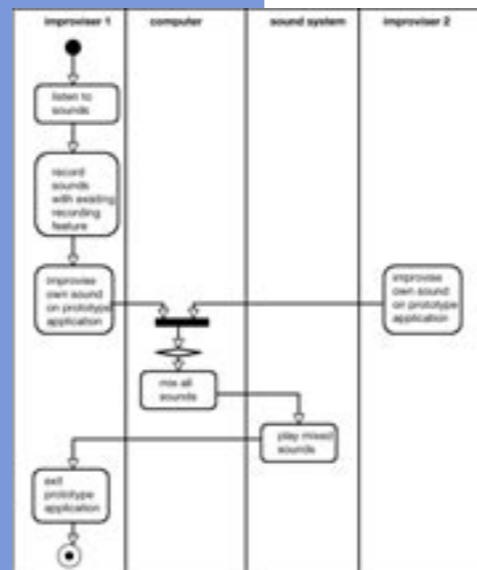 improviser 1
computer
sound system
improviser 2
listen to
sounds
record
sounds
with existing
recording
feature
improvise
own sound
on prototype
application
improvise
own sound
on prototype
application
mix all
sounds
play mixed
sounds
exit
prototype
application